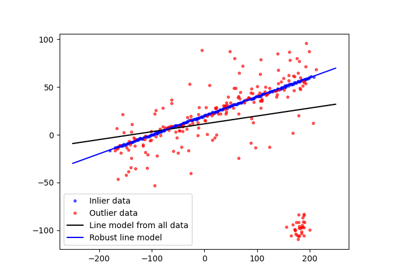 100
50
0
−50
−100
Inlier data
Outlier data
Line model from all data
Robust line model
−200
−100
0
100
200